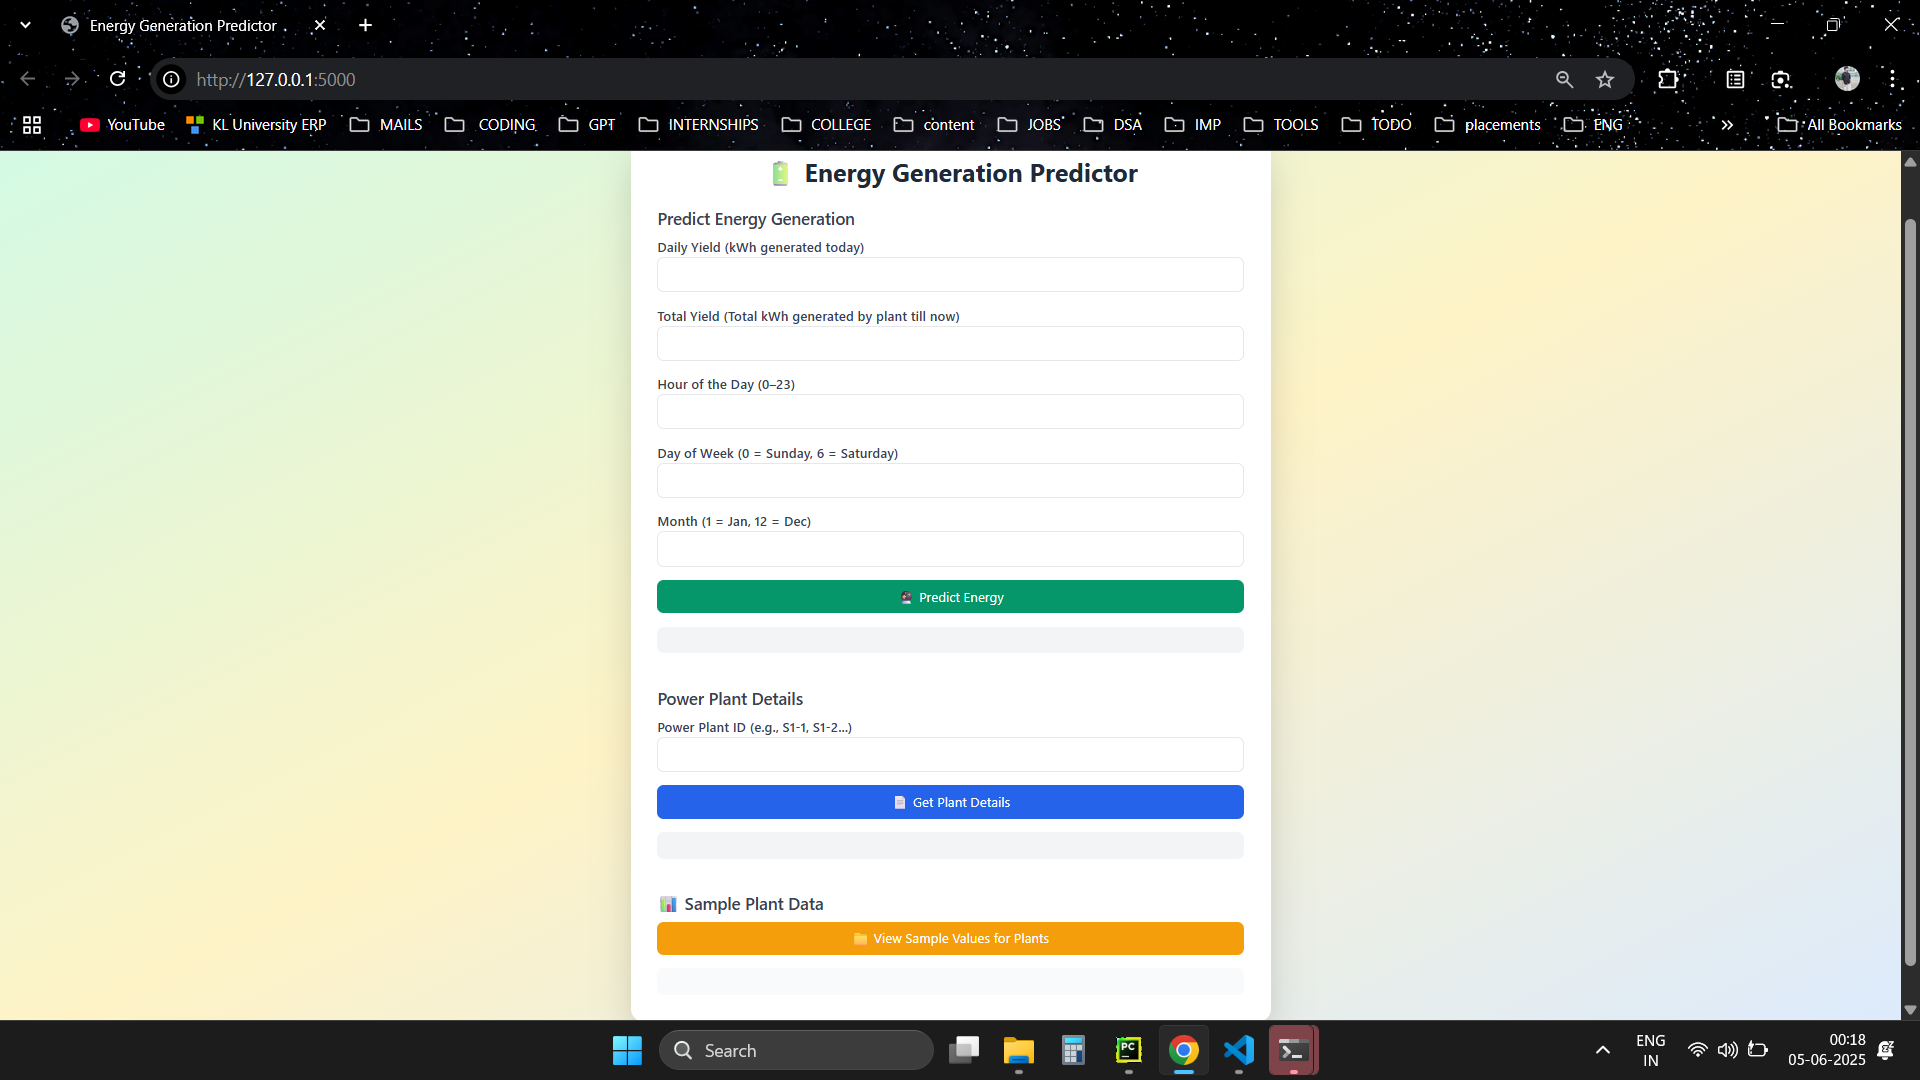 Energy Generation Predictor
http://127.0.0.1:5000
YouTube KL University ERP MAILS CODING GPT INTERNSHIPS COLLEGE content JOBS DSA IMP TOOLS TODO placements ENG All Bookmarks
Energy Generation Predictor
Predict Energy Generation
Daily Yield (kWh generated today)
Total Yield (Total kWh generated by plant till now)
Hour of the Day (0–23)
Day of Week (0 = Sunday, 6 = Saturday)
Month (1 = Jan, 12 = Dec)
Predict Energy
Power Plant Details
Power Plant ID (e.g., S1-1, S1-2...)
Get Plant Details
Sample Plant Data
View Sample Values for Plants
Search
PC
ENG
IN
00:18
05-06-2025